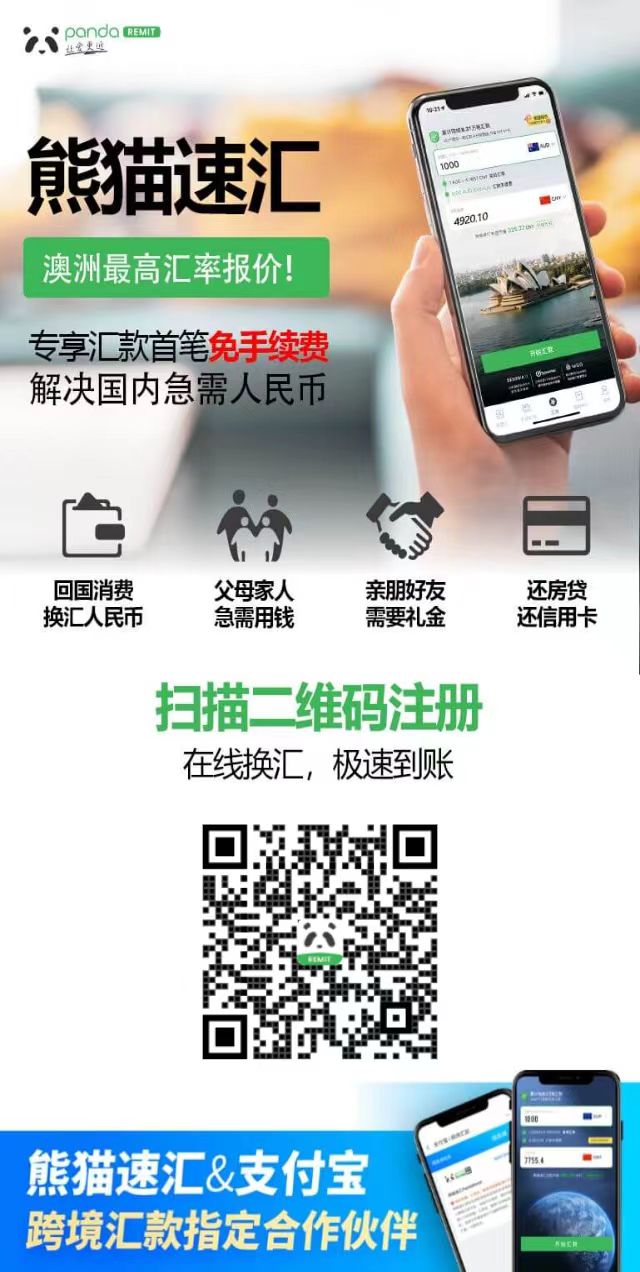 panda REMIT
熊猫速汇
澳洲最高汇率报价!
专享汇款首笔免手续费
解决国内急需人民币
10:21
1000
AUD
CNY
4920.10
开始汇款
回国消费
换汇人民币
父母家人
急需用钱
亲朋好友
需要礼金
还房贷
还信用卡
扫描二维码注册
在线换汇，极速到账
REMIT
熊猫速汇&支付宝
跨境汇款指定合作伙伴
1000
EUR
7755.4
开始汇款